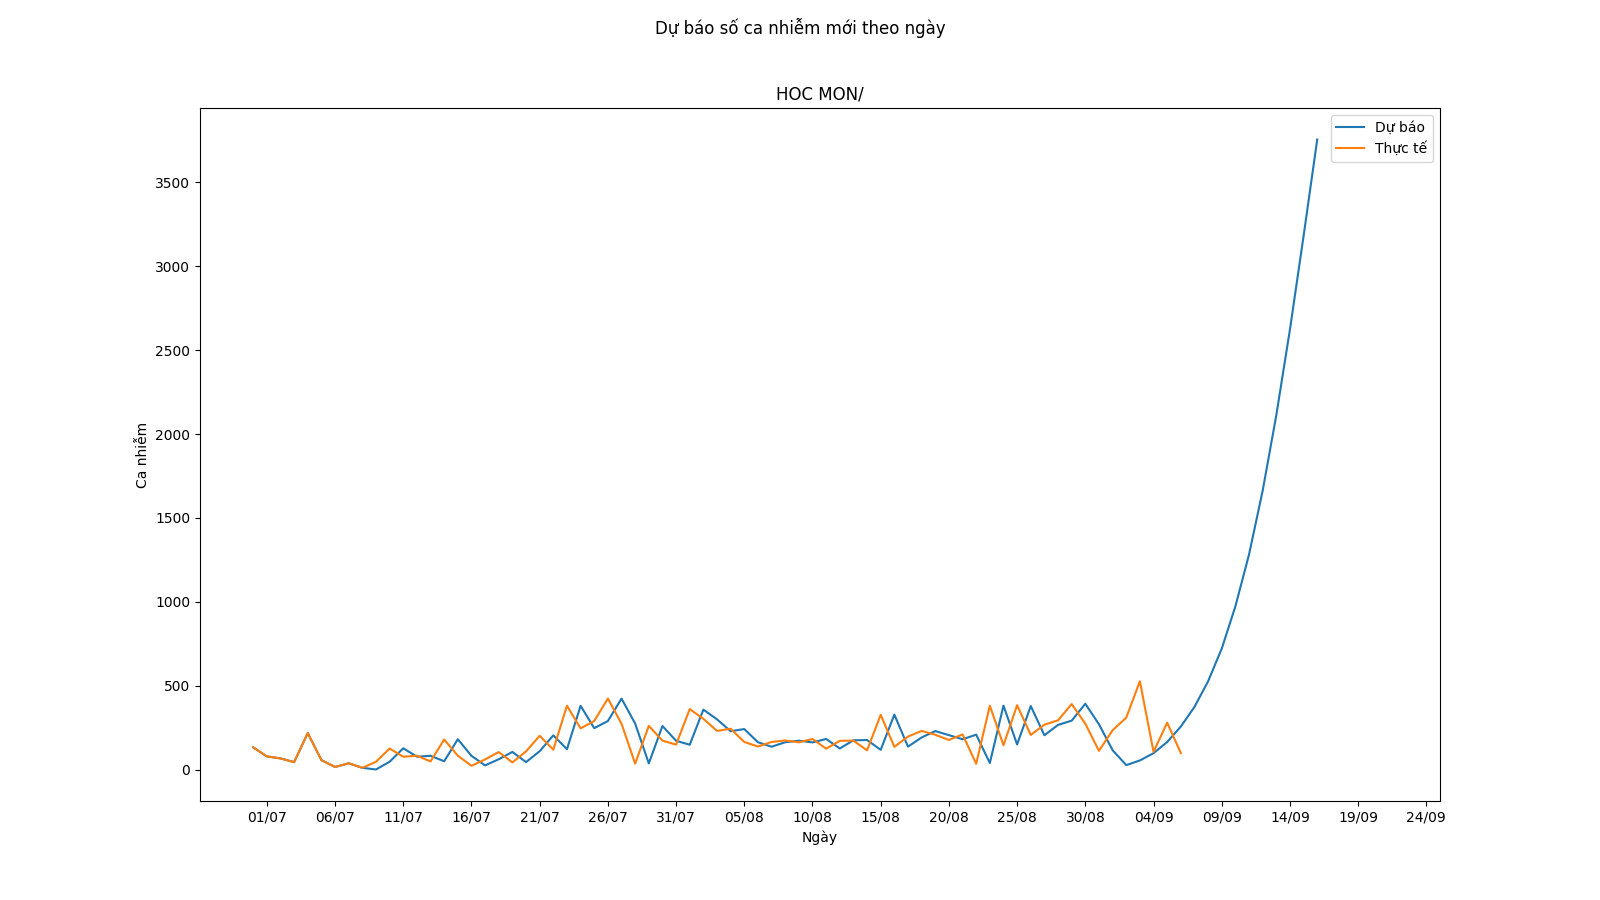 Dự báo số ca nhiễm mới theo ngày
HOC MON/
Dự báo
Thực tế
3500
3000
2500
2000
1500
1000
500
0
Ca nhiễm
01/07 06/07 11/07 16/07 21/07 26/07 31/07 05/08 10/08 15/08 20/08 25/08 30/08 04/09 09/09 14/09 19/09 24/09
Ngày